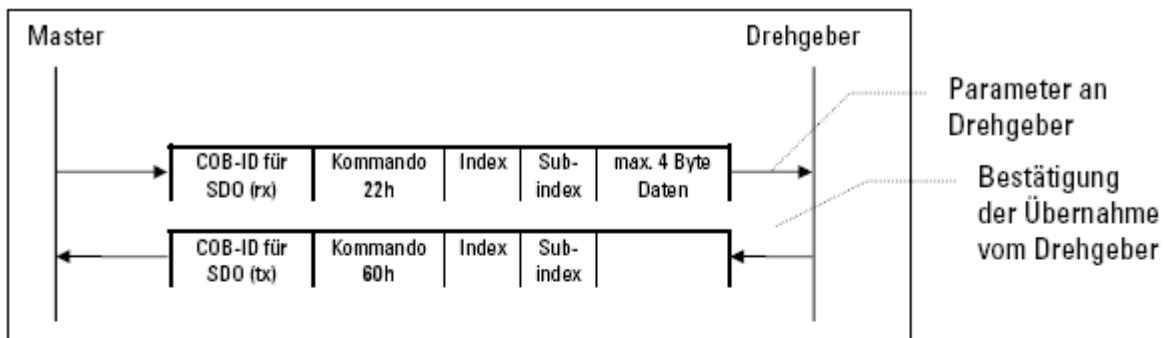 Master
Drehgeber
Parameter an
Drehgeber
COB-ID für
SDO (rx)
Kommando
22h
Index
Sub-
index
max. 4 Byte
Daten
Bestätigung
der Übernahme
vom Drehgeber
COB-ID für
SDO (tx)
Kommando
60h
Index
Sub-
index